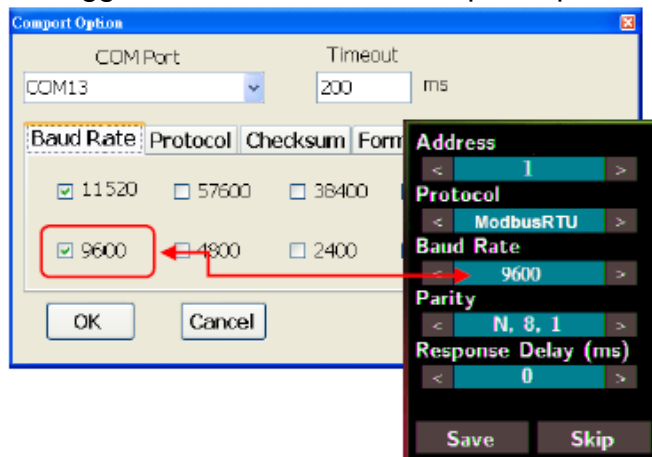 Comport Option
COM Port Timeout
COM13 200 ms
Baud Rate Protocol Checksum Form
11520 57600 38400
9600 4800 2400
OK Cancel
Address
< 1 >
Protocol
< ModbusRTU >
Baud Rate
< 9600 >
Parity
< N, 8, 1 >
Response Delay (ms)
< 0 >
Save Skip